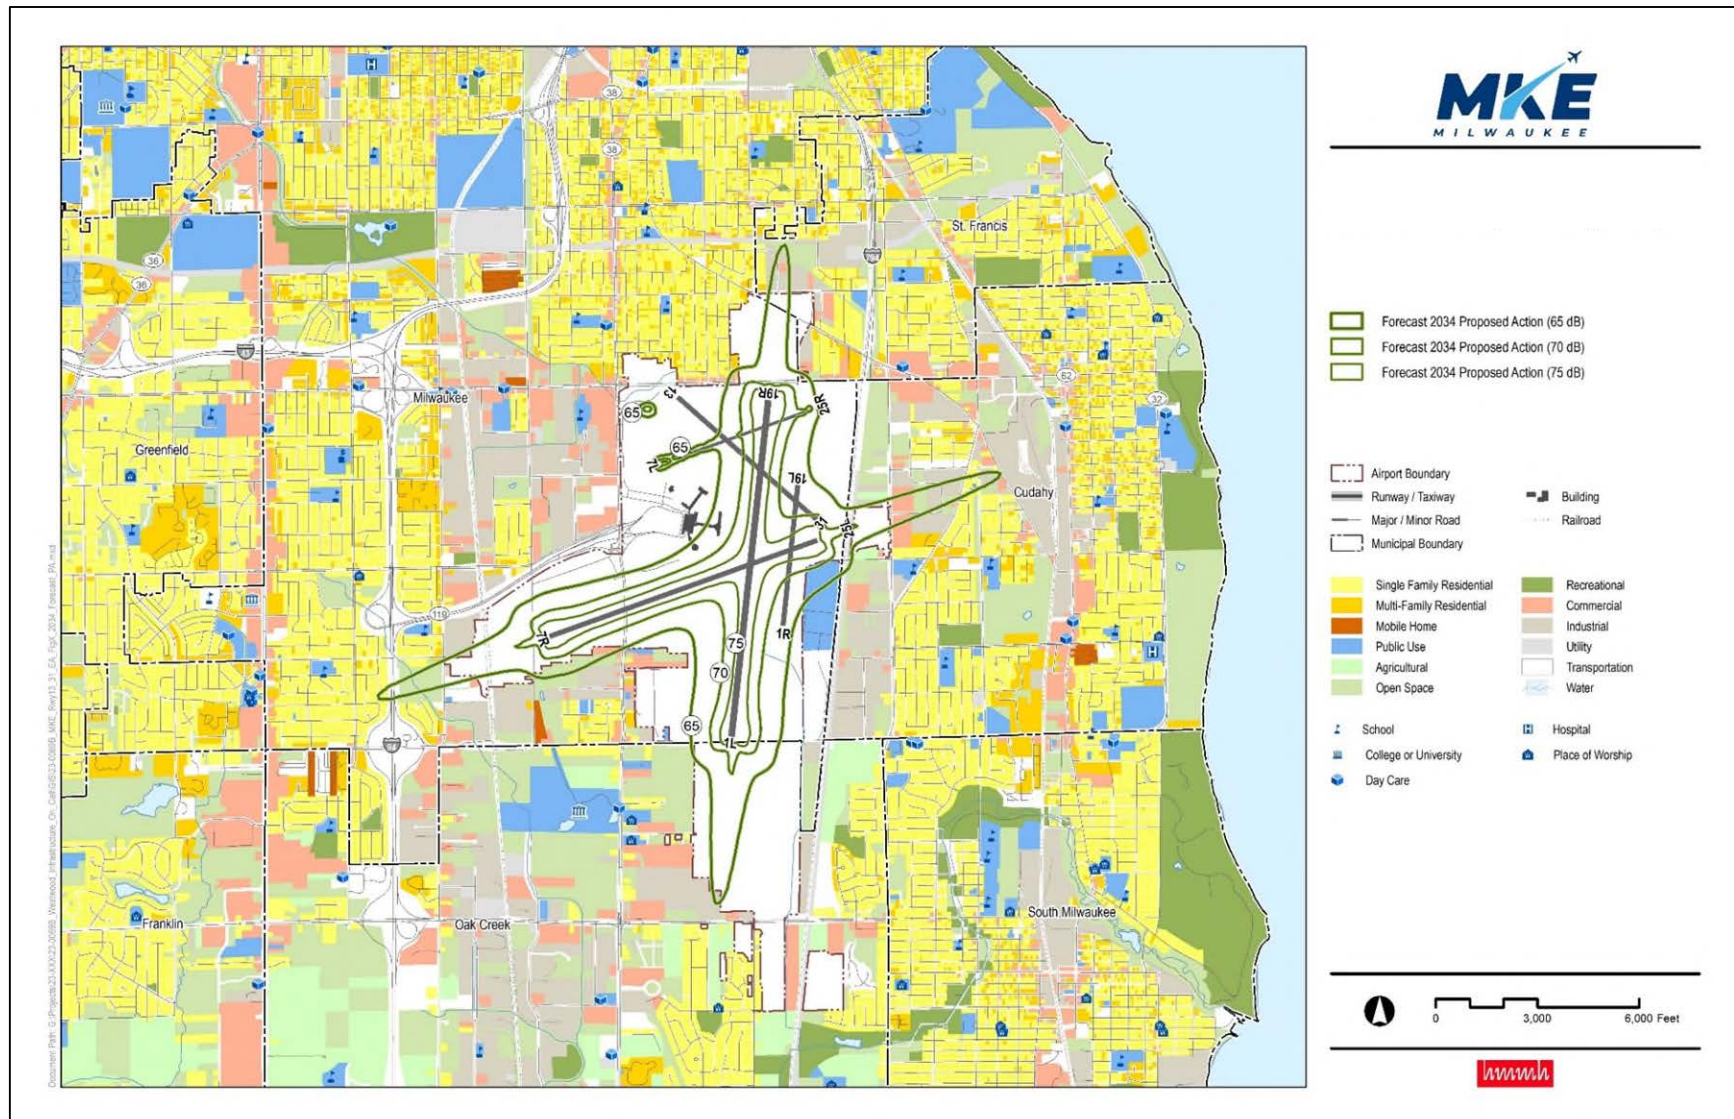 MKE
MILWAUKEE
Forecast 2034 Proposed Action (65 dB)
Forecast 2034 Proposed Action (70 dB)
Forecast 2034 Proposed Action (75 dB)
Airport Boundary
Runway / Taxiway
Building
Major / Minor Road
Railroad
Municipal Boundary
Single Family Residential
Recreational
Multi-Family Residential
Commercial
Mobile Home
Industrial
Public Use
Utility
Agricultural
Transportation
Open Space
Water
School
H Hospital
College or University
Place of Worship
Day Care
0
3,000
6,000 Feet
hmmh
H
38
38
St. Francis
794
36
36
62
32
Milwaukee
65
13
19R
25R
Greenfield
65
7L
19L
Cudahy
31
25L
119
7R
1R
75
70
65
1L
H
Franklin
Oak Creek
South Milwaukee